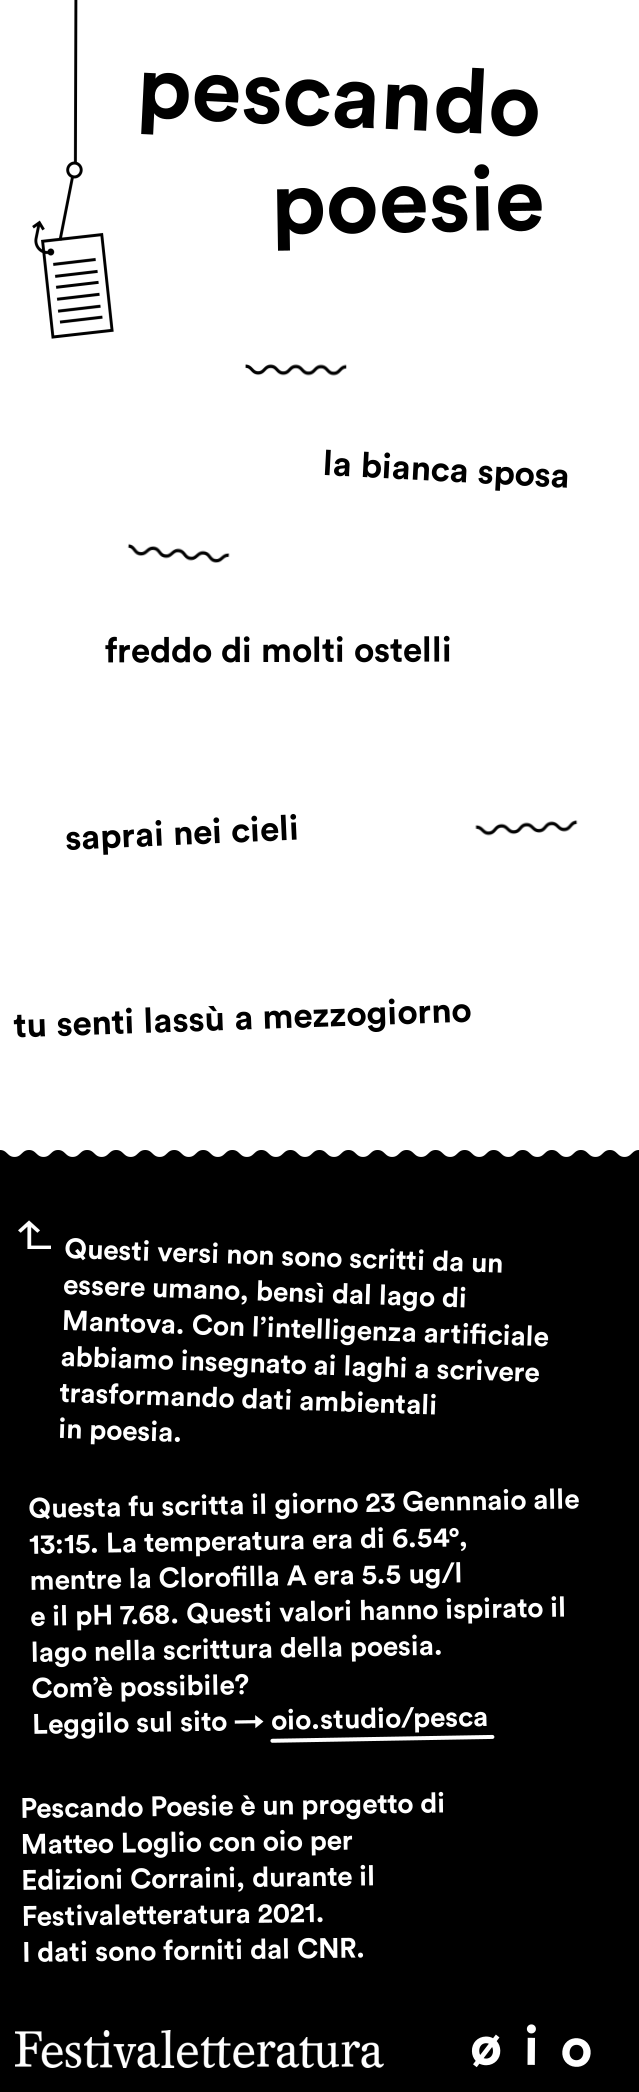 pescando
poesie
la bianca sposa
freddo di molti ostelli
saprai nei cieli
tu senti lassù a mezzogiorno
Questi versi non sono scritti da un
essere umano, bensì dal lago di
Mantova. Con l’intelligenza artificiale
abbiamo insegnato ai laghi a scrivere
trasformando dati ambientali
in poesia.
Questa fu scritta il giorno 23 Gennnaio alle
13:15. La temperatura era di 6.54°,
mentre la Clorofilla A era 5.5 ug/l
e il pH 7.68. Questi valori hanno ispirato il
lago nella scrittura della poesia.
Com’è possibile?
Leggilo sul sito → oio.studio/pesca
Pescando Poesie è un progetto di
Matteo Loglio con oio per
Edizioni Corraini, durante il
Festivaletteratura 2021.
I dati sono forniti dal CNR.
Festivaletteratura ø i o